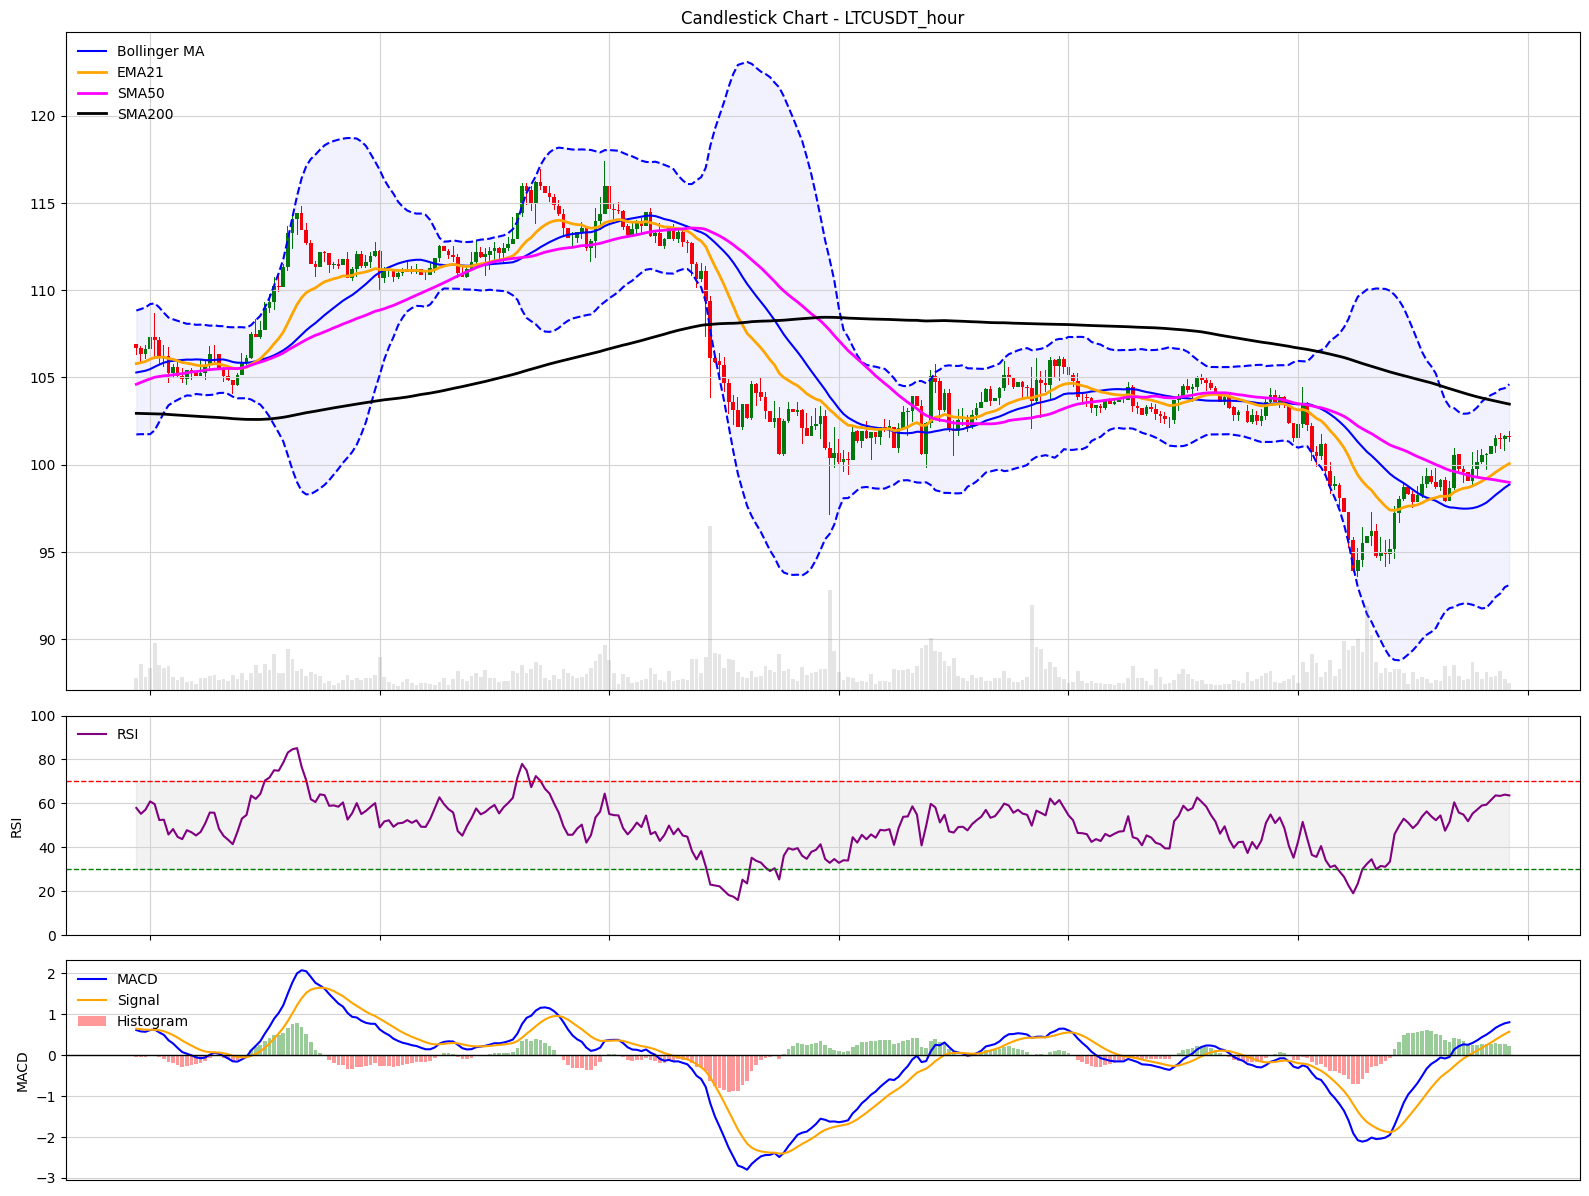 Candlestick Chart - LTCUSDT_hour
Bollinger MA
EMA21
SMA50
SMA200
120
115
110
105
100
95
90
RSI
100
80
60
40
20
0
RSI
MACD
Signal
Histogram
2
1
0
−1
−2
−3
MACD